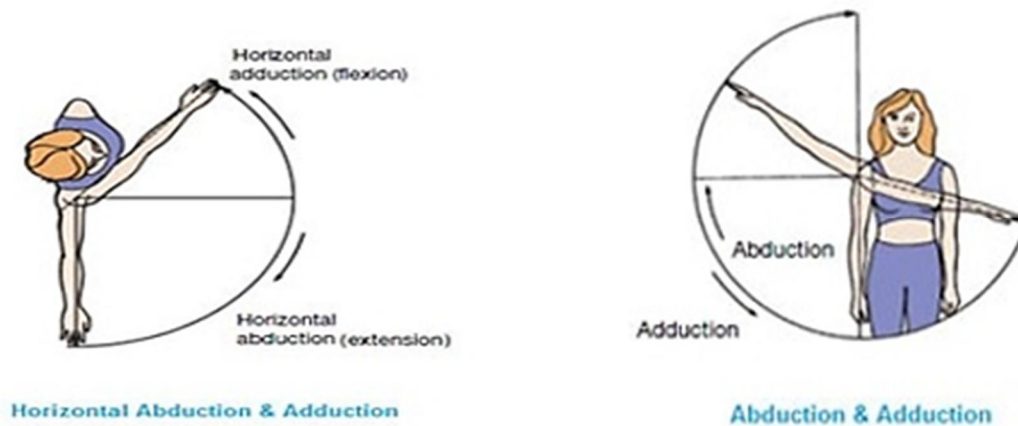 Horizontal
adduction (flexion)
Horizontal
abduction (extension)
Horizontal Abduction & Adduction
Abduction
Adduction
Abduction & Adduction